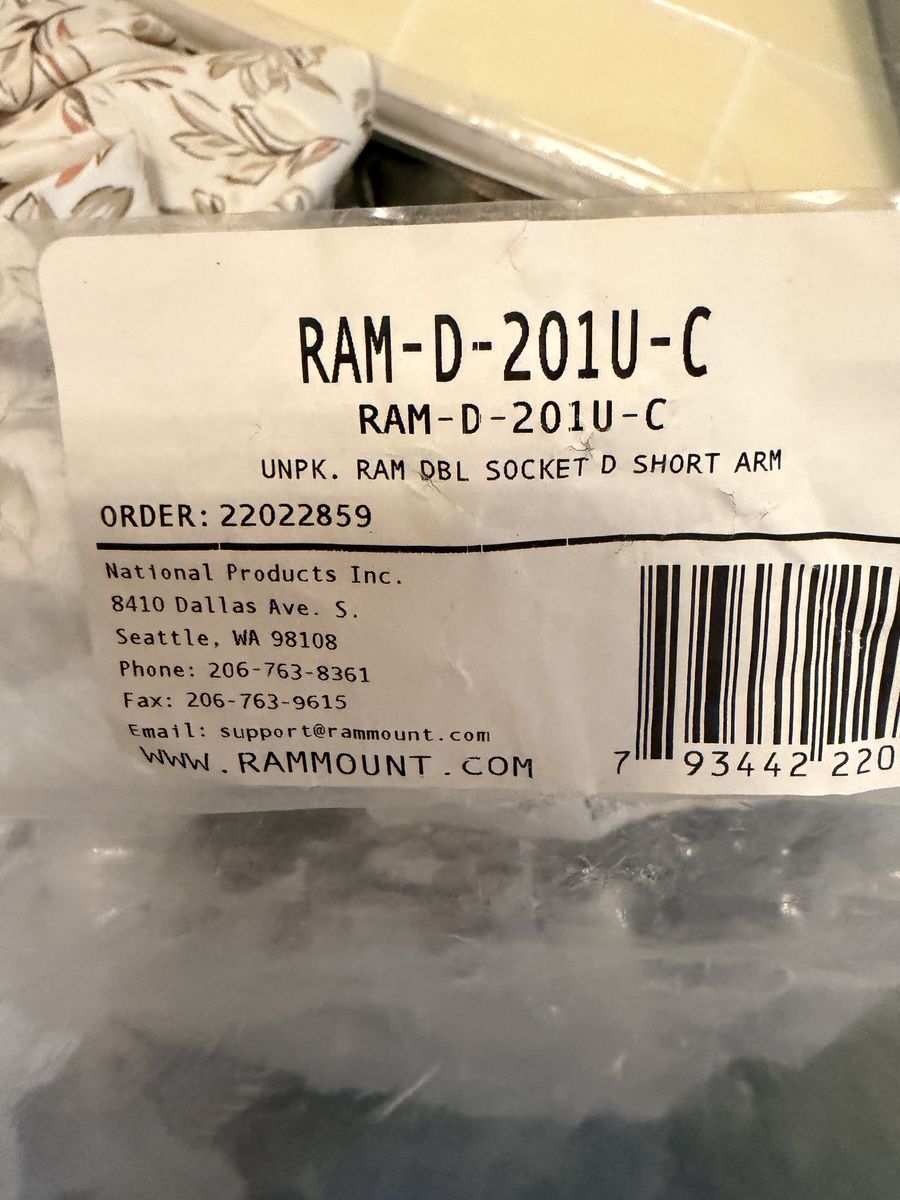 RAM-D-201U-C
RAM-D-201U-C
UNPK. RAM DBL SOCKET D SHORT ARM
ORDER: 22022859
National Products Inc.
8410 Dallas Ave. S.
Seattle, WA 98108
Phone: 206-763-8361
Fax: 206-763-9615
Email: support@rammount.com
WWW.RAMMOUNT.COM
7 93442 220